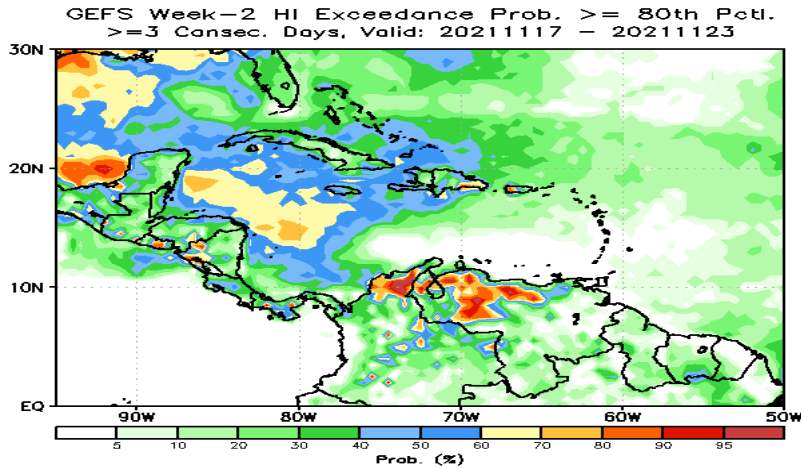 GEFS Week-2 HI Exceedance Prob. >= 80th Pctl.
>=3 Consec. Days, Valid: 20211117 - 20211123
30N
20N
10N
EQ
90W 80W 70W 60W 50W
5 10 20 30 40 50 60 70 80 90 95
Prob. (%)